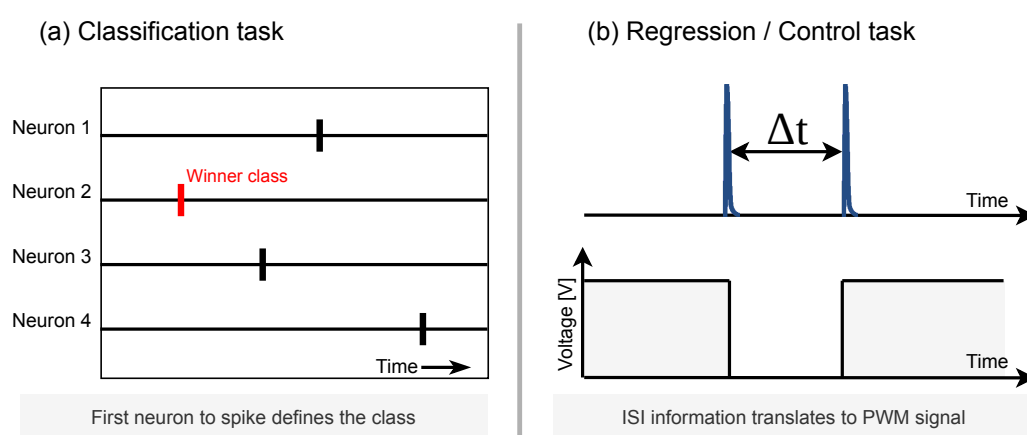 (a) Classification task
Neuron 1
Winner class
Neuron 2
Neuron 3
Neuron 4
Time
First neuron to spike defines the class
(b) Regression / Control task
Δt
Time
Voltage [V]
Time
ISI information translates to PWM signal